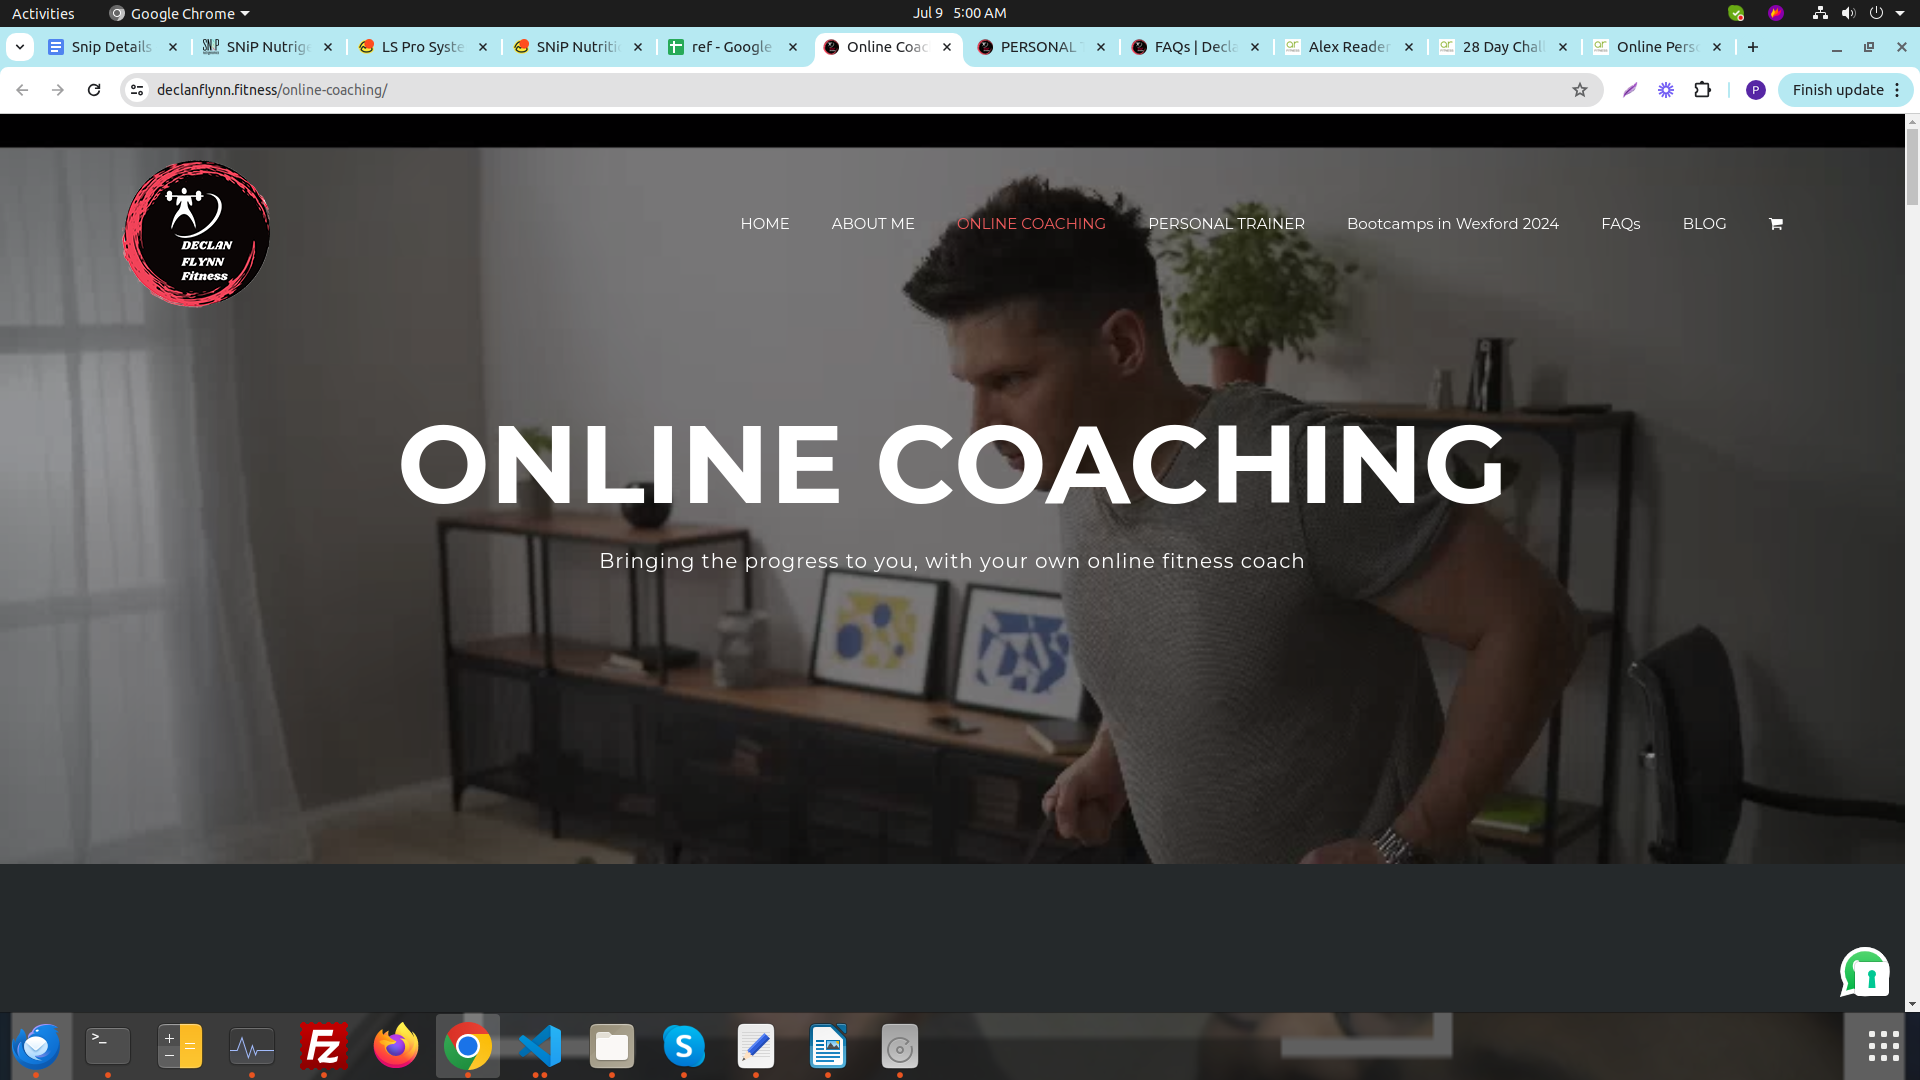 Activities
Google Chrome
Jul 9 5:00 AM
Snip Details
SNiP Nutrige
LS Pro Syste
SNiP Nutriti
ref - Google
Online Coac
PERSONAL T
FAQs | Decla
Alex Reader
28 Day Chall
Online Perso
declanflynn.fitness/online-coaching/
P
Finish update
DECLAN
FLYNN
Fitness
HOME
ABOUT ME
ONLINE COACHING
PERSONAL TRAINER
Bootcamps in Wexford 2024
FAQs
BLOG
ONLINE COACHING
Bringing the progress to you, with your own online fitness coach